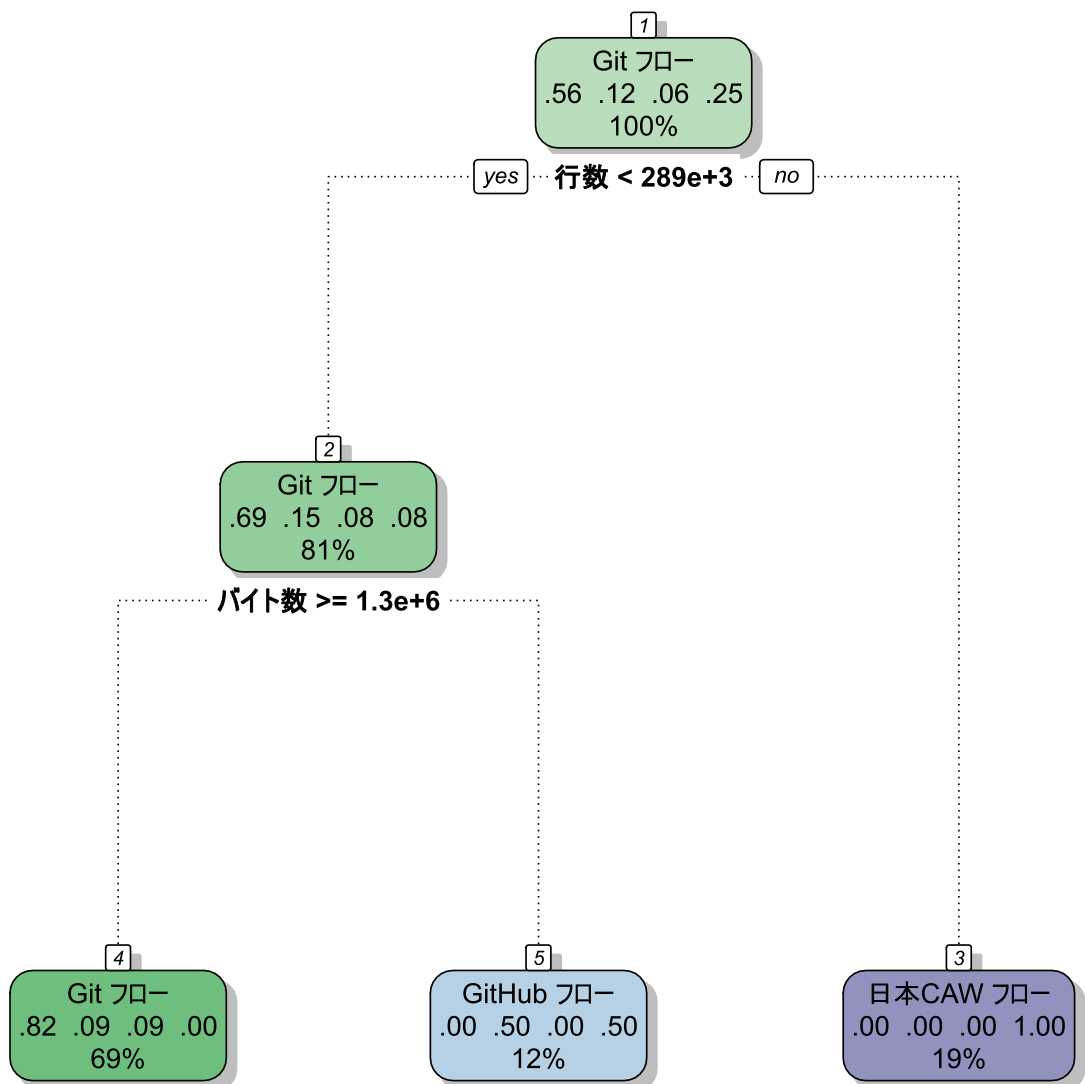 1
Git フロー
.56 .12 .06 .25
100%
yes 行数 < 289e+3 no
2
Git フロー
.69 .15 .08 .08
81%
バイト数 >= 1.3e+6
4
Git フロー
.82 .09 .09 .00
69%
5
GitHub フロー
.00 .50 .00 .50
12%
3
日本CAW フロー
.00 .00 .00 1.00
19%